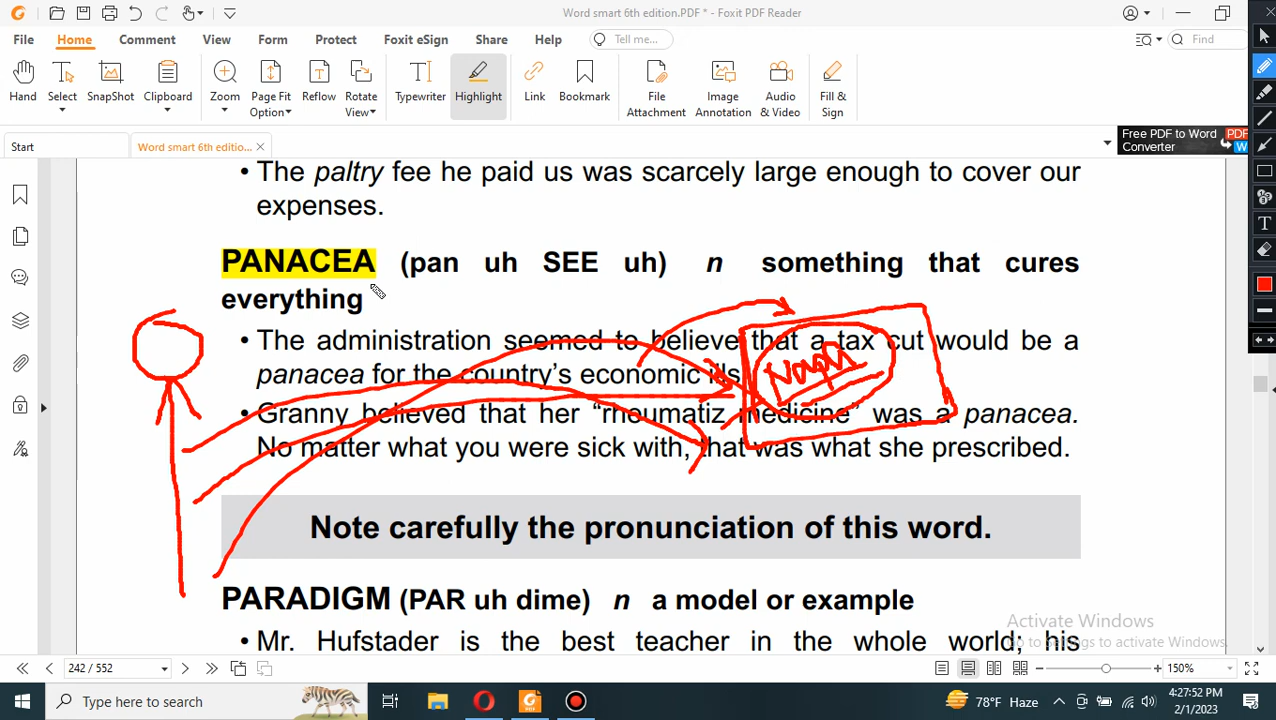 Word smart 6th edition.PDF * - Foxit PDF Reader
File Home Comment View Form Protect Foxit eSign Share Help Tell me... Find
Hand Select SnapShot Clipboard Zoom Page Fit Option Reflow Rotate View Typewriter Highlight Link Bookmark File Attachment Image Annotation Audio & Video Fill & Sign
Start Word smart 6th editio...
Free PDF to Word Converter PDF W
• The paltry fee he paid us was scarcely large enough to cover our
expenses.
PANACEA (pan uh SEE uh) n something that cures
everything
• The administration seemed to believe that a tax cut would be a
panacea for the country's economic ills
• Granny believed that her “rheumatiz medicine” was a panacea.
No matter what you were sick with, that was what she prescribed.
Note carefully the pronunciation of this word.
PARADIGM (PAR uh dime) n a model or example
• Mr. Hufstader is the best teacher in the whole world; his
Activate Windows
Go to Settings to activate Windows.
242 / 552
150%
Type here to search
78°F Haze
4:27:52 PM
2/1/2023